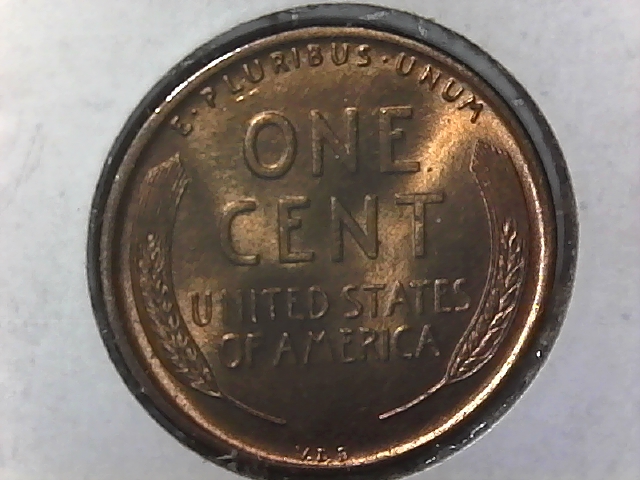 E·PLURIBUS·UNUM
ONE
CENT
UNITED STATES
OF AMERICA
V.D.B